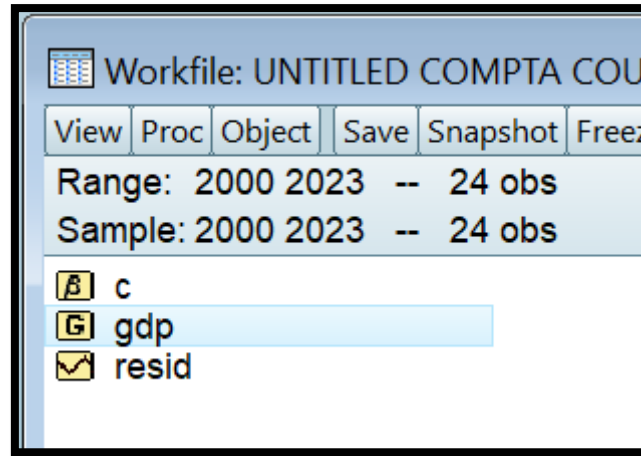 Workfile: UNTITLED COMPTA COU
View Proc Object Save Snapshot Freez
Range: 2000 2023 -- 24 obs
Sample: 2000 2023 -- 24 obs
β c
G gdp
resid